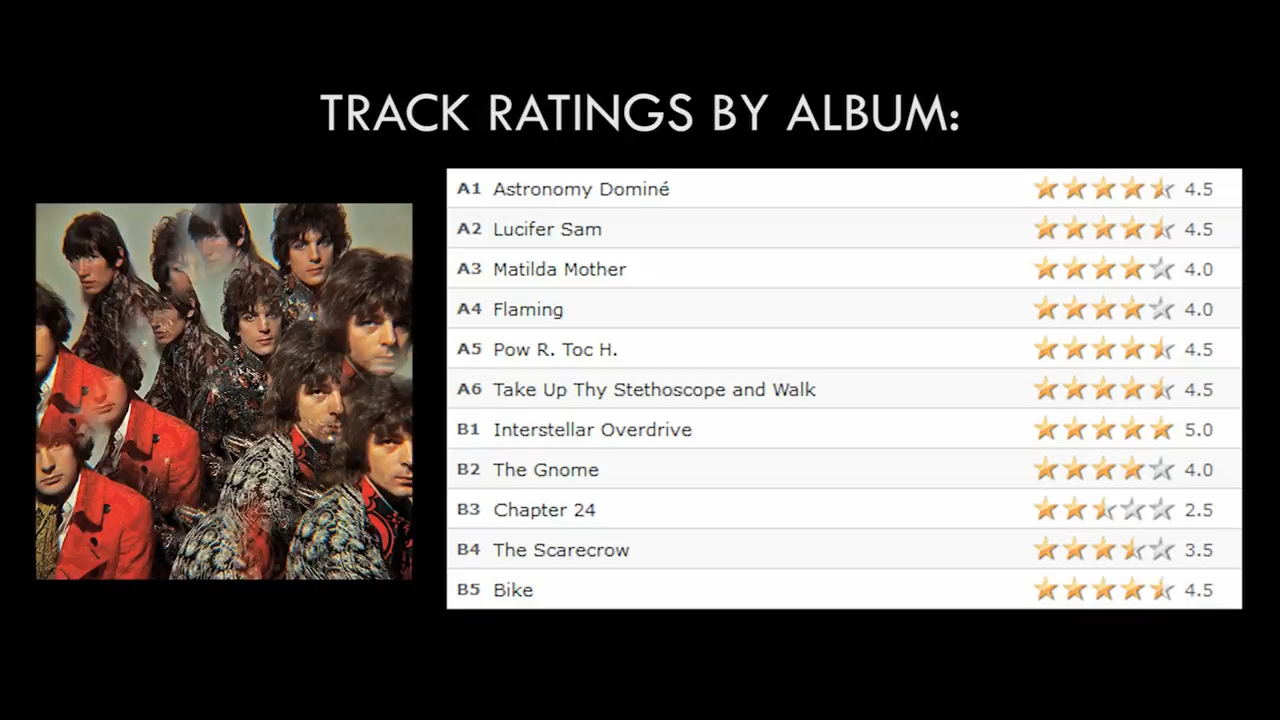 TRACK RATINGS BY ALBUM:
A1 Astronomy Dominé 4.5
A2 Lucifer Sam 4.5
A3 Matilda Mother 4.0
A4 Flaming 4.0
A5 Pow R. Toc H. 4.5
A6 Take Up Thy Stethoscope and Walk 4.5
B1 Interstellar Overdrive 5.0
B2 The Gnome 4.0
B3 Chapter 24 2.5
B4 The Scarecrow 3.5
B5 Bike 4.5